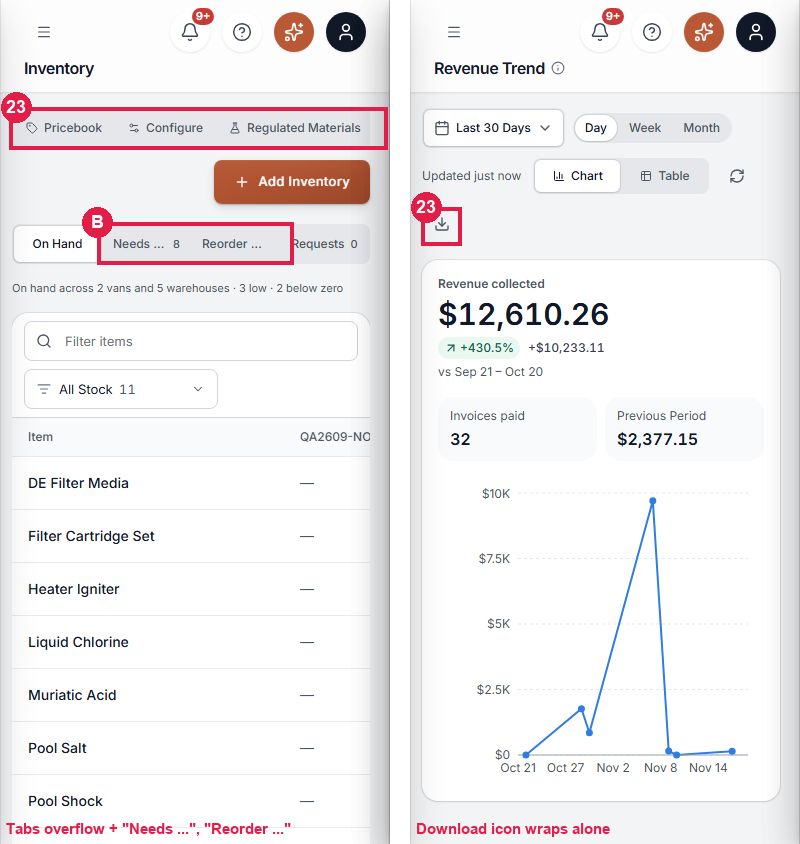 9+
Inventory
23
Pricebook Configure Regulated Materials
+ Add Inventory
B
On Hand Needs ... 8 Reorder ... Requests 0
On hand across 2 vans and 5 warehouses · 3 low · 2 below zero
Filter items
All Stock 11
Item QA2609-NO
DE Filter Media —
Filter Cartridge Set —
Heater Igniter —
Liquid Chlorine —
Muriatic Acid —
Pool Salt —
Pool Shock —
Tabs overflow + "Needs ...", "Reorder ..."
9+
Revenue Trend
Last 30 Days Day Week Month
Updated just now Chart Table
23
Revenue collected
$12,610.26
+430.5% +$10,233.11
vs Sep 21 – Oct 20
Invoices paid Previous Period
32 $2,377.15
$10K
$7.5K
$5K
$2.5K
$0
Oct 21 Oct 27 Nov 2 Nov 8 Nov 14
Download icon wraps alone